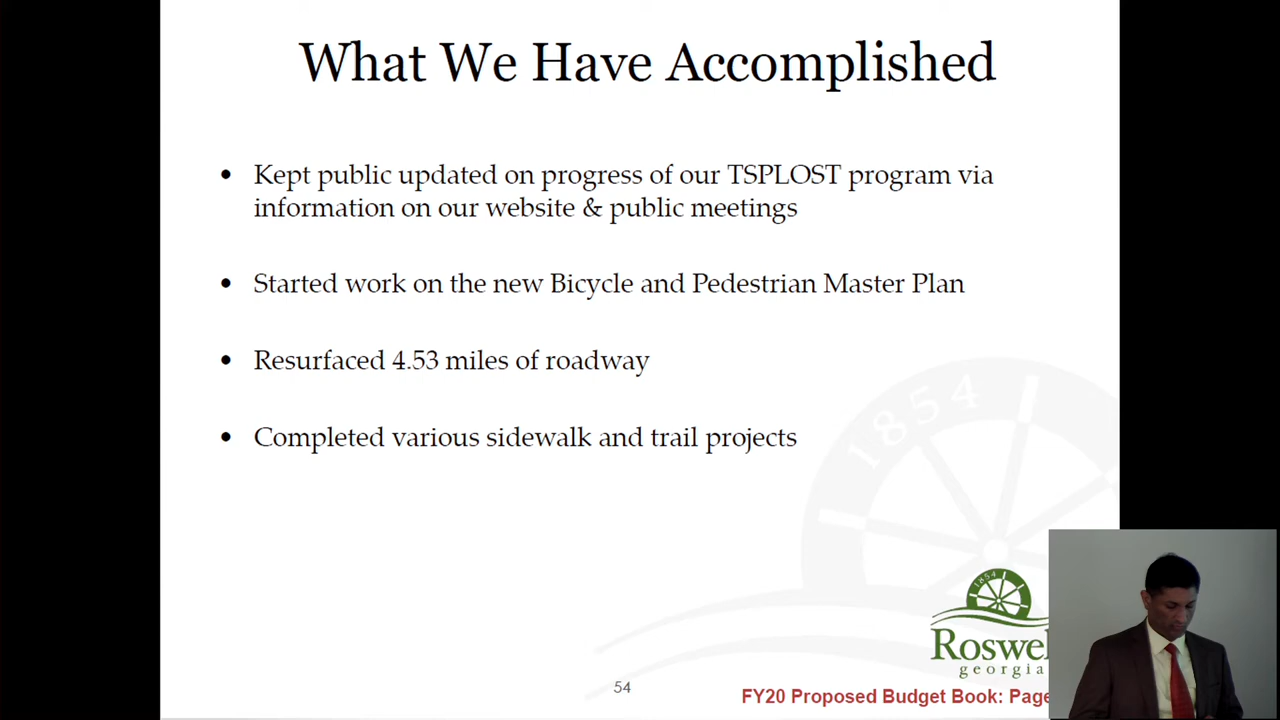 What We Have Accomplished
• Kept public updated on progress of our TSPLOST program via
information on our website & public meetings
• Started work on the new Bicycle and Pedestrian Master Plan
• Resurfaced 4.53 miles of roadway
• Completed various sidewalk and trail projects
1854
1854
Roswel
georgia
54
FY20 Proposed Budget Book: Page